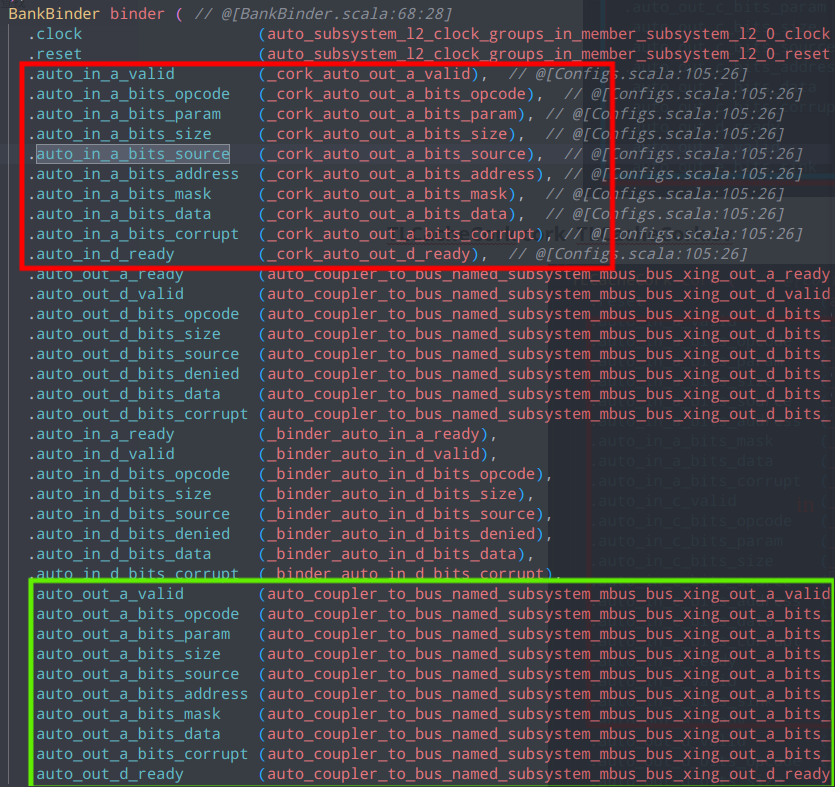 BankBinder binder ( // @[BankBinder.scala:68:28]
.clock (auto_subsystem_l2_clock_groups_in_member_subsystem_l2_0_clock
.reset (auto_subsystem_l2_clock_groups_in_member_subsystem_l2_0_reset
.auto_in_a_valid (_cork_auto_out_a_valid), // @[Configs.scala:105:26]
.auto_in_a_bits_opcode (_cork_auto_out_a_bits_opcode), // @[Configs.scala:105:26]
.auto_in_a_bits_param (_cork_auto_out_a_bits_param), // @[Configs.scala:105:26]
.auto_in_a_bits_size (_cork_auto_out_a_bits_size), // @[Configs.scala:105:26]
.auto_in_a_bits_source (_cork_auto_out_a_bits_source), // @[Configs.scala:105:26]
.auto_in_a_bits_address (_cork_auto_out_a_bits_address), // @[Configs.scala:105:26]
.auto_in_a_bits_mask (_cork_auto_out_a_bits_mask), // @[Configs.scala:105:26]
.auto_in_a_bits_data (_cork_auto_out_a_bits_data), // @[Configs.scala:105:26]
.auto_in_a_bits_corrupt (_cork_auto_out_a_bits_corrupt), // @[Configs.scala:105:26]
.auto_in_d_ready (_cork_auto_out_d_ready), // @[Configs.scala:105:26]
.auto_out_a_ready (auto_coupler_to_bus_named_subsystem_mbus_bus_xing_out_a_ready
.auto_out_d_valid (auto_coupler_to_bus_named_subsystem_mbus_bus_xing_out_d_valid
.auto_out_d_bits_opcode (auto_coupler_to_bus_named_subsystem_mbus_bus_xing_out_d_bits_
.auto_out_d_bits_size (auto_coupler_to_bus_named_subsystem_mbus_bus_xing_out_d_bits_
.auto_out_d_bits_source (auto_coupler_to_bus_named_subsystem_mbus_bus_xing_out_d_bits_
.auto_out_d_bits_denied (auto_coupler_to_bus_named_subsystem_mbus_bus_xing_out_d_bits_
.auto_out_d_bits_data (auto_coupler_to_bus_named_subsystem_mbus_bus_xing_out_d_bits_
.auto_out_d_bits_corrupt (auto_coupler_to_bus_named_subsystem_mbus_bus_xing_out_d_bits_
.auto_in_a_ready (_binder_auto_in_a_ready),
.auto_in_d_valid (_binder_auto_in_d_valid),
.auto_in_d_bits_opcode (_binder_auto_in_d_bits_opcode),
.auto_in_d_bits_size (_binder_auto_in_d_bits_size),
.auto_in_d_bits_source (_binder_auto_in_d_bits_source),
.auto_in_d_bits_denied (_binder_auto_in_d_bits_denied),
.auto_in_d_bits_data (_binder_auto_in_d_bits_data),
.auto_in_d_bits_corrupt (_binder_auto_in_d_bits_corrupt),
auto_out_a_valid (auto_coupler_to_bus_named_subsystem_mbus_bus_xing_out_a_valid
auto_out_a_bits_opcode (auto_coupler_to_bus_named_subsystem_mbus_bus_xing_out_a_bits_
auto_out_a_bits_param (auto_coupler_to_bus_named_subsystem_mbus_bus_xing_out_a_bits_
auto_out_a_bits_size (auto_coupler_to_bus_named_subsystem_mbus_bus_xing_out_a_bits_
auto_out_a_bits_source (auto_coupler_to_bus_named_subsystem_mbus_bus_xing_out_a_bits_
auto_out_a_bits_address (auto_coupler_to_bus_named_subsystem_mbus_bus_xing_out_a_bits_
auto_out_a_bits_mask (auto_coupler_to_bus_named_subsystem_mbus_bus_xing_out_a_bits_
auto_out_a_bits_data (auto_coupler_to_bus_named_subsystem_mbus_bus_xing_out_a_bits_
auto_out_a_bits_corrupt (auto_coupler_to_bus_named_subsystem_mbus_bus_xing_out_a_bits_
auto_out_d_ready (auto_coupler_to_bus_named_subsystem_mbus_bus_xing_out_d_ready